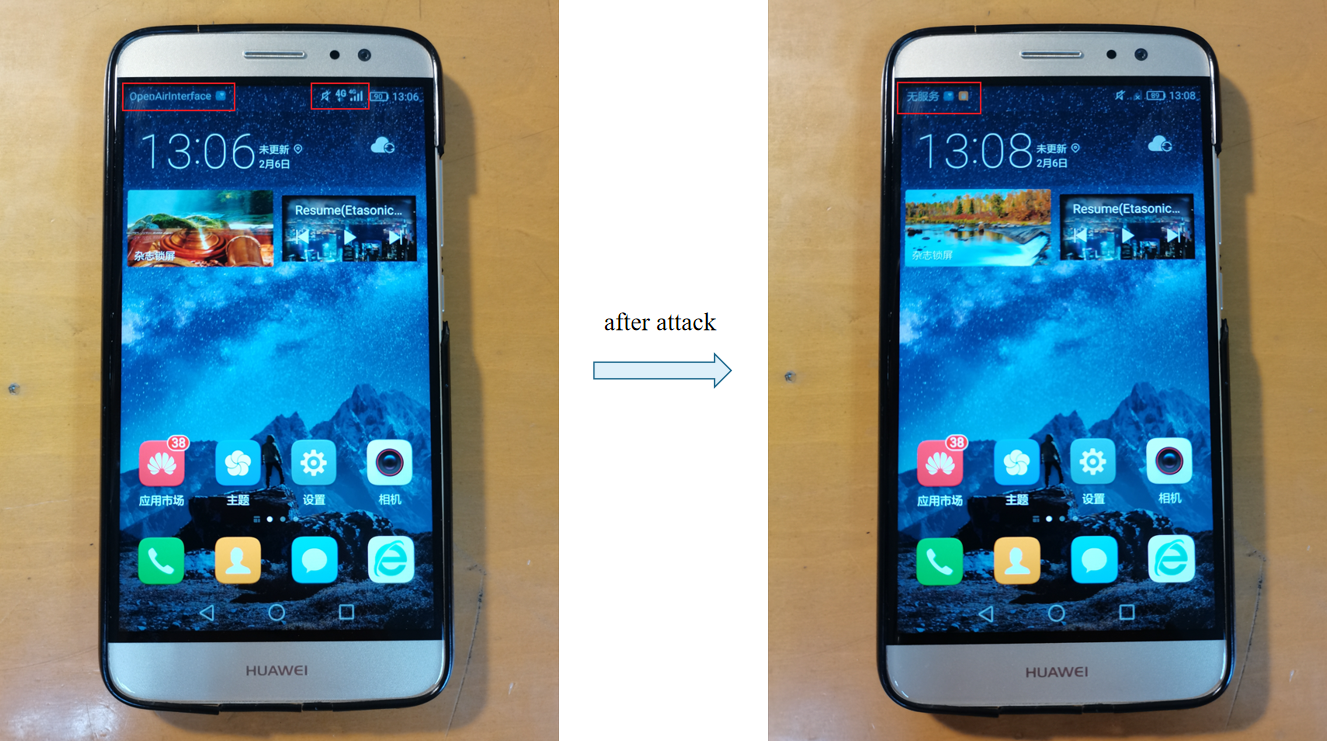 OpenAirInterface 4G 4G 90 13:06
13:06 未更新
2月6日
Resume(Etasonic...
杂志锁屏
38
应用市场 主题 设置 相机
HUAWEI
after attack
无服务 89 13:08
13:08 未更新
2月6日
Resume(Etasonic...
杂志锁屏
38
应用市场 主题 设置 相机
HUAWEI